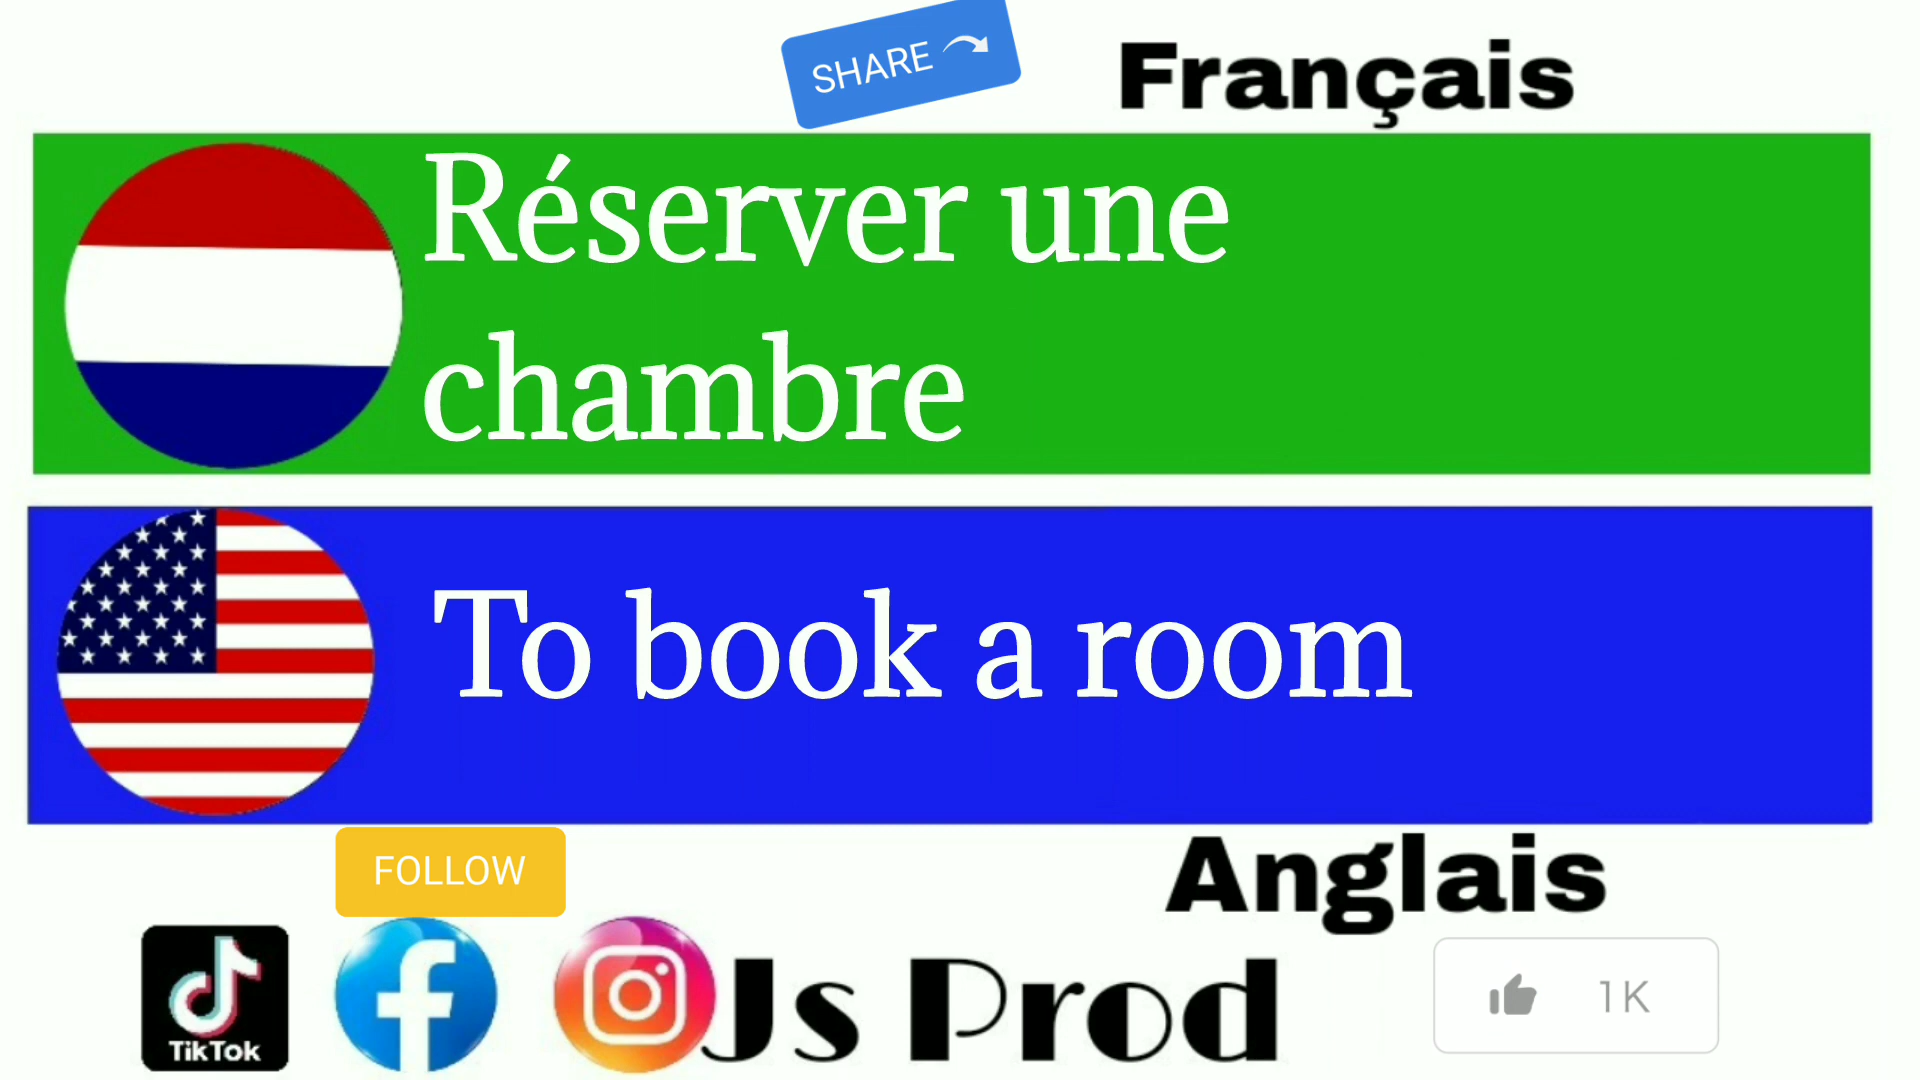 SHARE
Français
Réserver une
chambre
To book a room
FOLLOW
Anglais
TikTok
Js Prod
1K